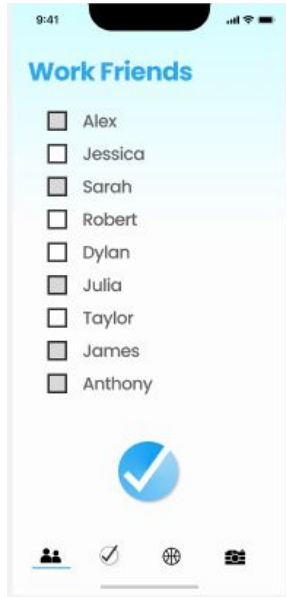 9:41
Work Friends
Alex
Jessica
Sarah
Robert
Dylan
Julia
Taylor
James
Anthony